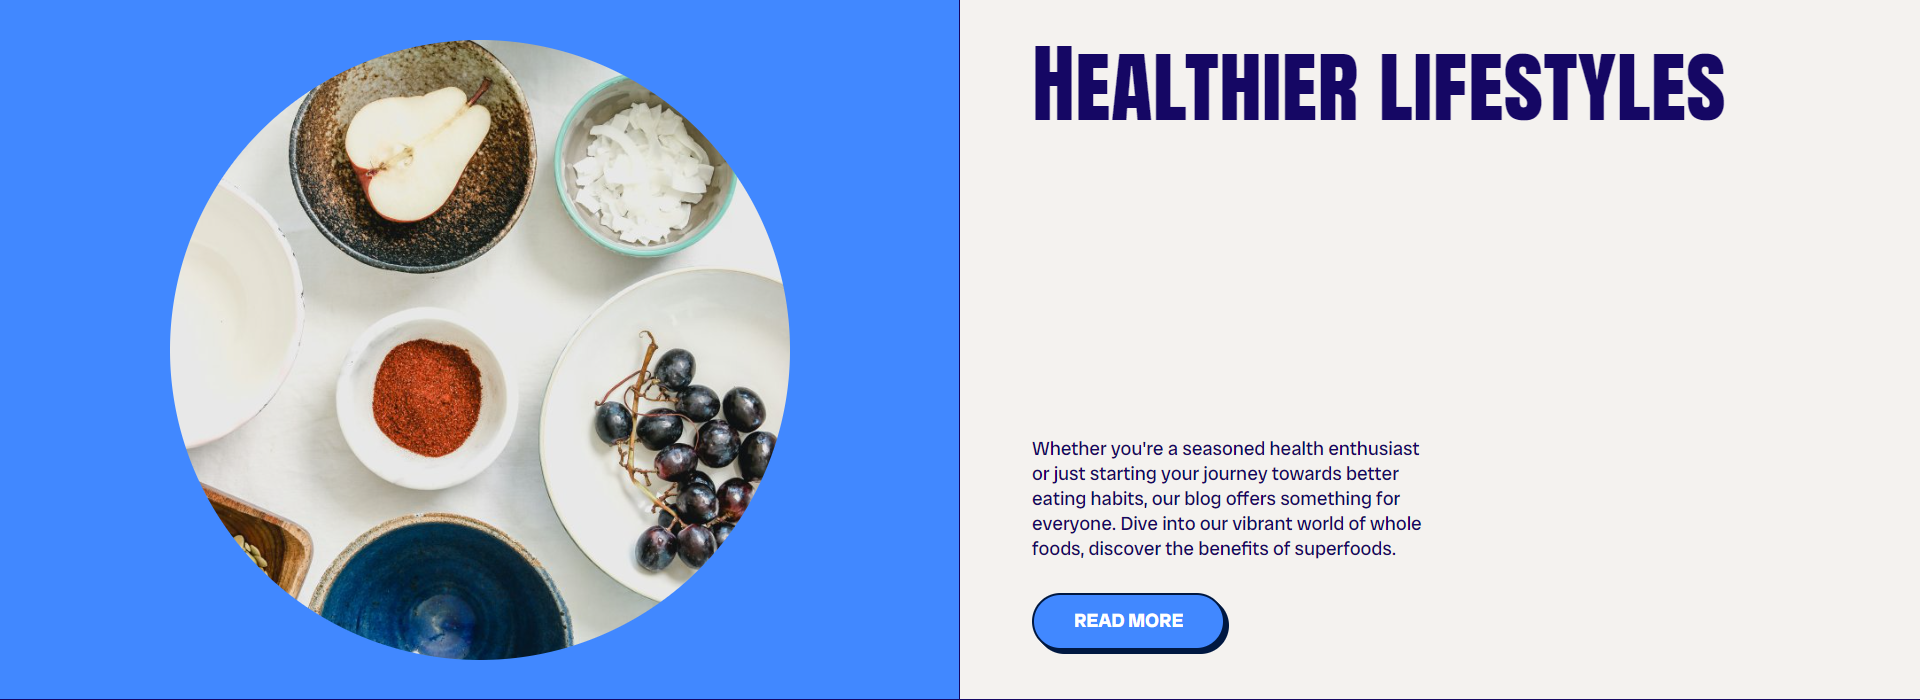 Healthier lifestyles
Whether you're a seasoned health enthusiast
or just starting your journey towards better
eating habits, our blog offers something for
everyone. Dive into our vibrant world of whole
foods, discover the benefits of superfoods.
READ MORE